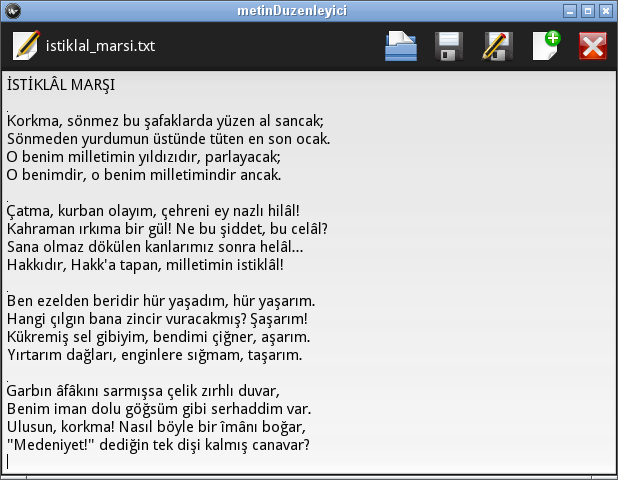 metinDuzenleyici
istiklal_marsi.txt
İSTİKLÂL MARŞI
.
Korkma, sönmez bu şafaklarda yüzen al sancak;
Sönmeden yurdumun üstünde tüten en son ocak.
O benim milletimin yıldızıdır, parlayacak;
O benimdir, o benim milletimindir ancak.
.
Çatma, kurban olayım, çehreni ey nazlı hilâl!
Kahraman ırkıma bir gül! Ne bu şiddet, bu celâl?
Sana olmaz dökülen kanlarımız sonra helâl...
Hakkıdır, Hakk'a tapan, milletimin istiklâl!
.
Ben ezelden beridir hür yaşadım, hür yaşarım.
Hangi çılgın bana zincir vuracakmış? Şaşarım!
Kükremiş sel gibiyim, bendimi çiğner, aşarım.
Yırtarım dağları, enginlere sığmam, taşarım.
.
Garbın âfâkını sarmışsa çelik zırhlı duvar,
Benim iman dolu göğsüm gibi serhaddim var.
Ulusun, korkma! Nasıl böyle bir îmânı boğar,
"Medeniyet!" dediğin tek dişi kalmış canavar?